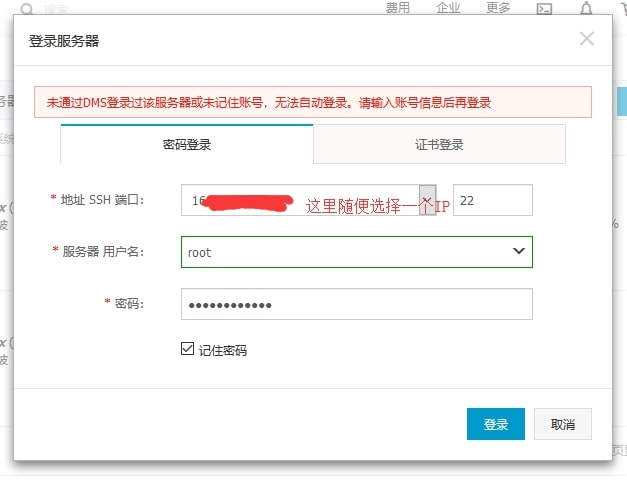 搜索
费用
企业
更多
登录服务器
未通过DMS登录过该服务器或未记住账号，无法自动登录。请输入账号信息后再登录
密码登录
证书登录
* 地址 SSH 端口：
16
这里随便选择一个IP
22
* 服务器 用户名：
root
* 密码：
••••••••••••
记住密码
登录
取消